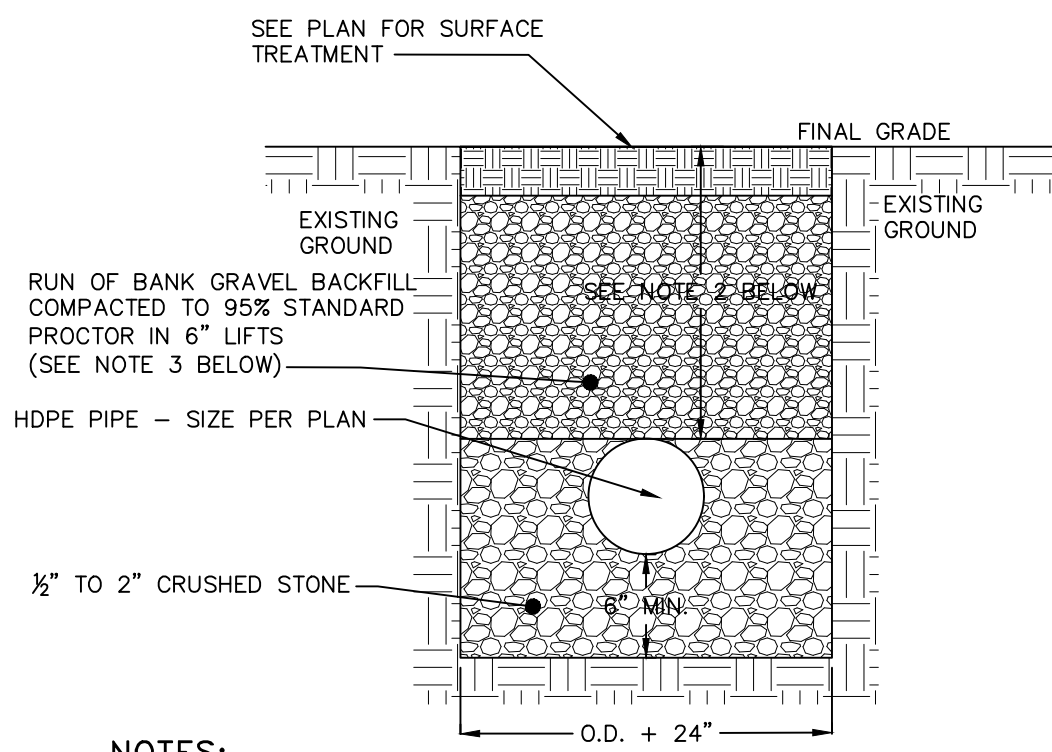 SEE PLAN FOR SURFACE
TREATMENT
FINAL GRADE
EXISTING
GROUND
EXISTING
GROUND
RUN OF BANK GRAVEL BACKFILL
COMPACTED TO 95% STANDARD
PROCTOR IN 6” LIFTS
(SEE NOTE 3 BELOW)
SEE NOTE 2 BELOW
HDPE PIPE – SIZE PER PLAN
½” TO 2” CRUSHED STONE
6” MIN.
O.D. + 24”
NOTES: